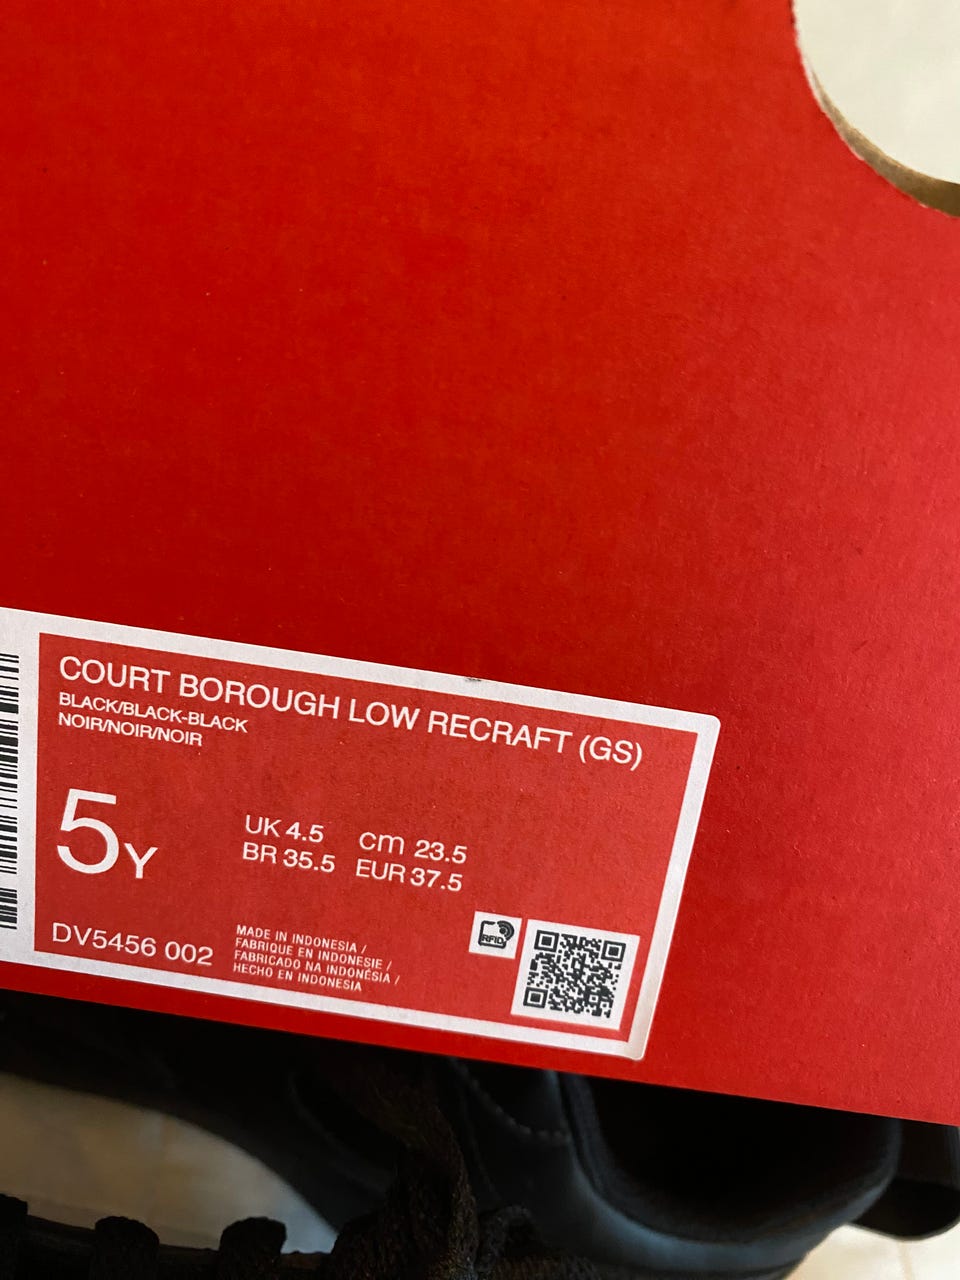 COURT BOROUGH LOW RECRAFT (GS)
BLACK/BLACK-BLACK
NOIR/NOIR/NOIR
5Y
UK 4.5 cm 23.5
BR 35.5 EUR 37.5
DV5456 002
MADE IN INDONESIA /
FABRIQUE EN INDONESIE /
FABRICADO NA INDONÉSIA /
HECHO EN INDONESIA
RFID